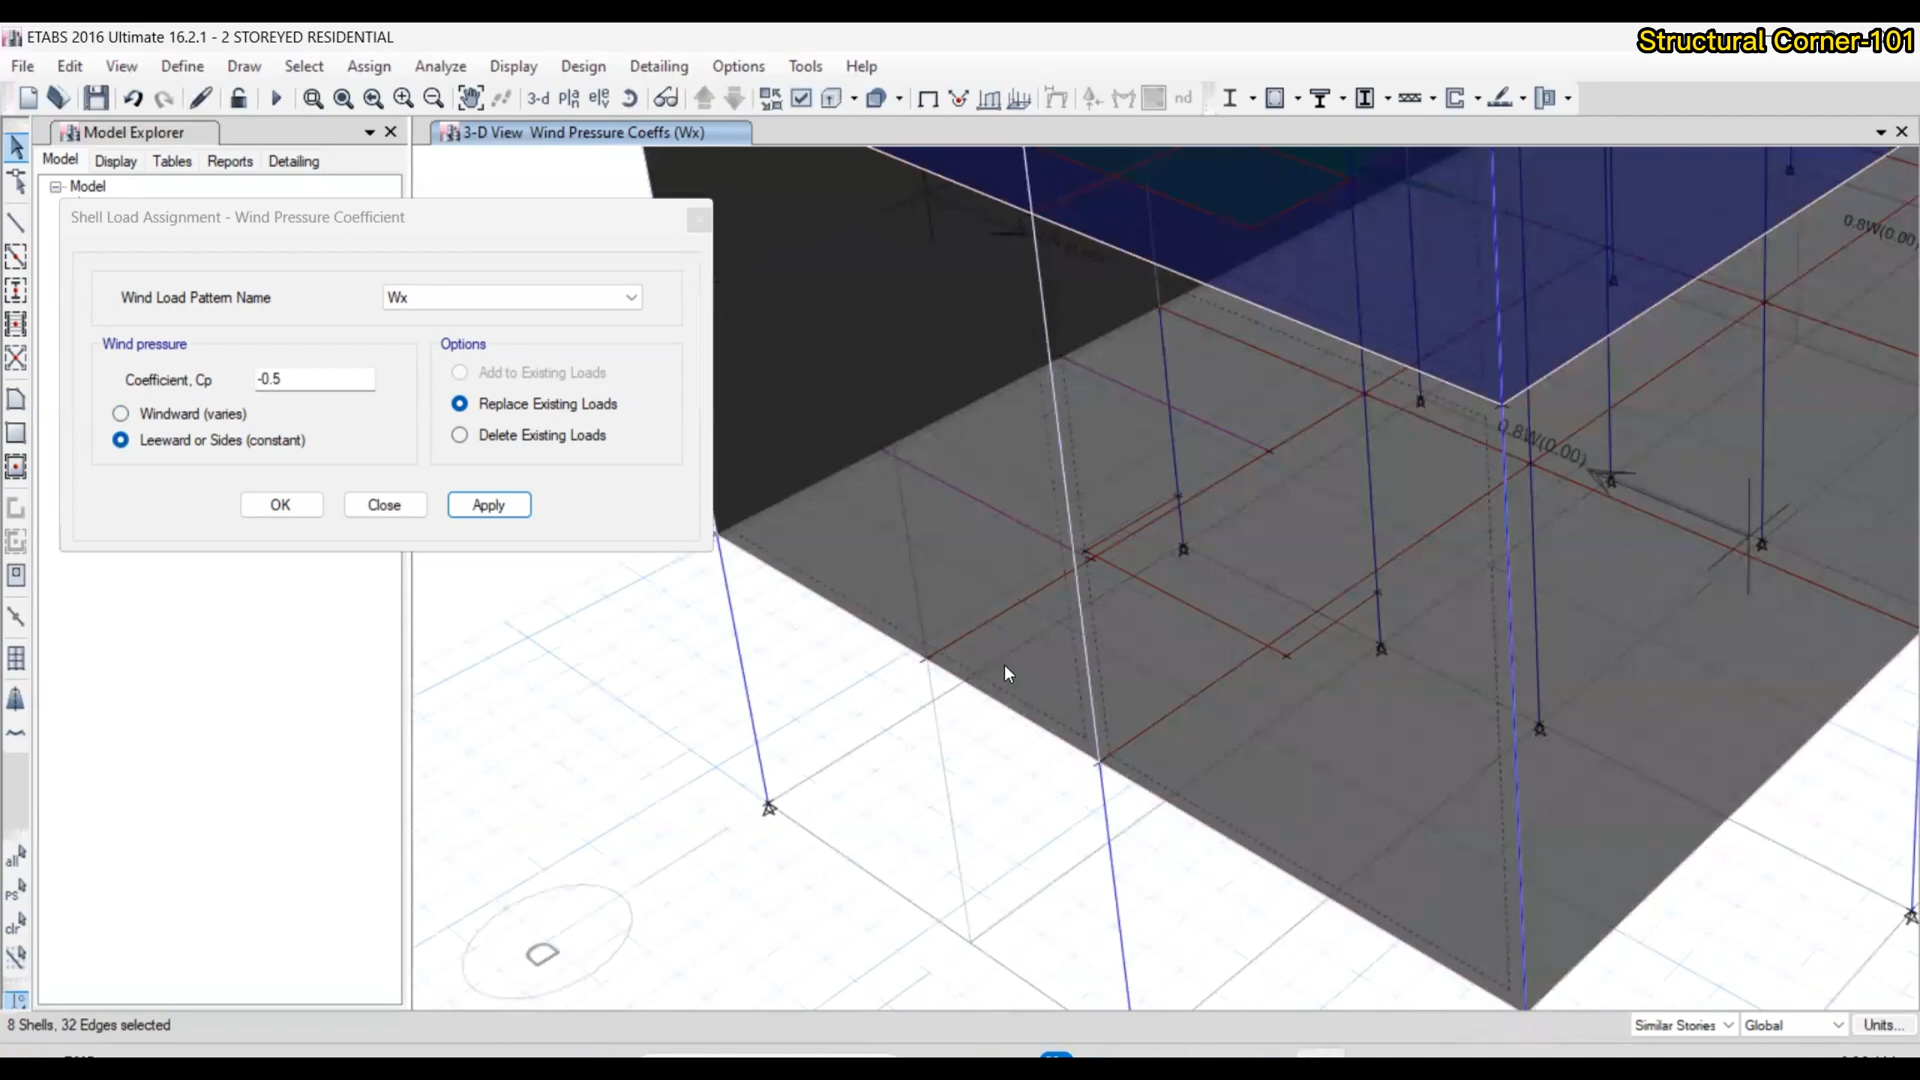 ETABS 2016 Ultimate 16.2.1 - 2 STOREYED RESIDENTIAL
Structural Corner-101
File Edit View Define Draw Select Assign Analyze Display Design Detailing Options Tools Help
3-d
nd
Model Explorer
3-D View Wind Pressure Coeffs (Wx)
Model Display Tables Reports Detailing
Model
Shell Load Assignment - Wind Pressure Coefficient
Wind Load Pattern Name
Wx
Wind pressure
Options
Coefficient, Cp
-0.5
Add to Existing Loads
Windward (varies)
Replace Existing Loads
Leeward or Sides (constant)
Delete Existing Loads
OK
Close
Apply
0.8W(0.00)
0.8W(0.00)
D
all
PS
clr
8 Shells, 32 Edges selected
Similar Stories
Global
Units...